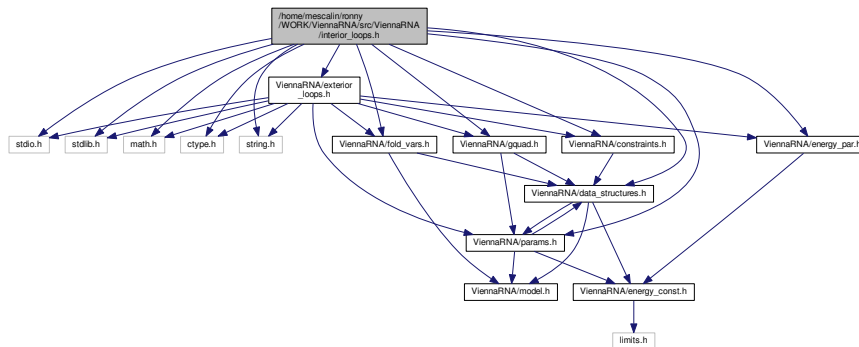 /home/mescalin/ronny
/WORK/ViennaRNA/src/ViennaRNA
/interior_loops.h
ViennaRNA/exterior
_loops.h
stdio.h
stdlib.h
math.h
ctype.h
string.h
ViennaRNA/fold_vars.h
ViennaRNA/gquad.h
ViennaRNA/constraints.h
ViennaRNA/energy_par.h
ViennaRNA/data_structures.h
ViennaRNA/params.h
ViennaRNA/model.h
ViennaRNA/energy_const.h
limits.h